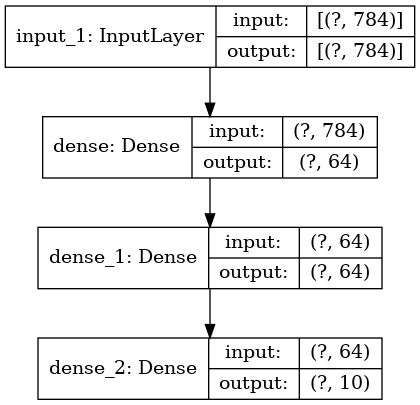 input_1: InputLayer
input: [(?, 784)]
output: [(?, 784)]
dense: Dense
input: (?, 784)
output: (?, 64)
dense_1: Dense
input: (?, 64)
output: (?, 64)
dense_2: Dense
input: (?, 64)
output: (?, 10)